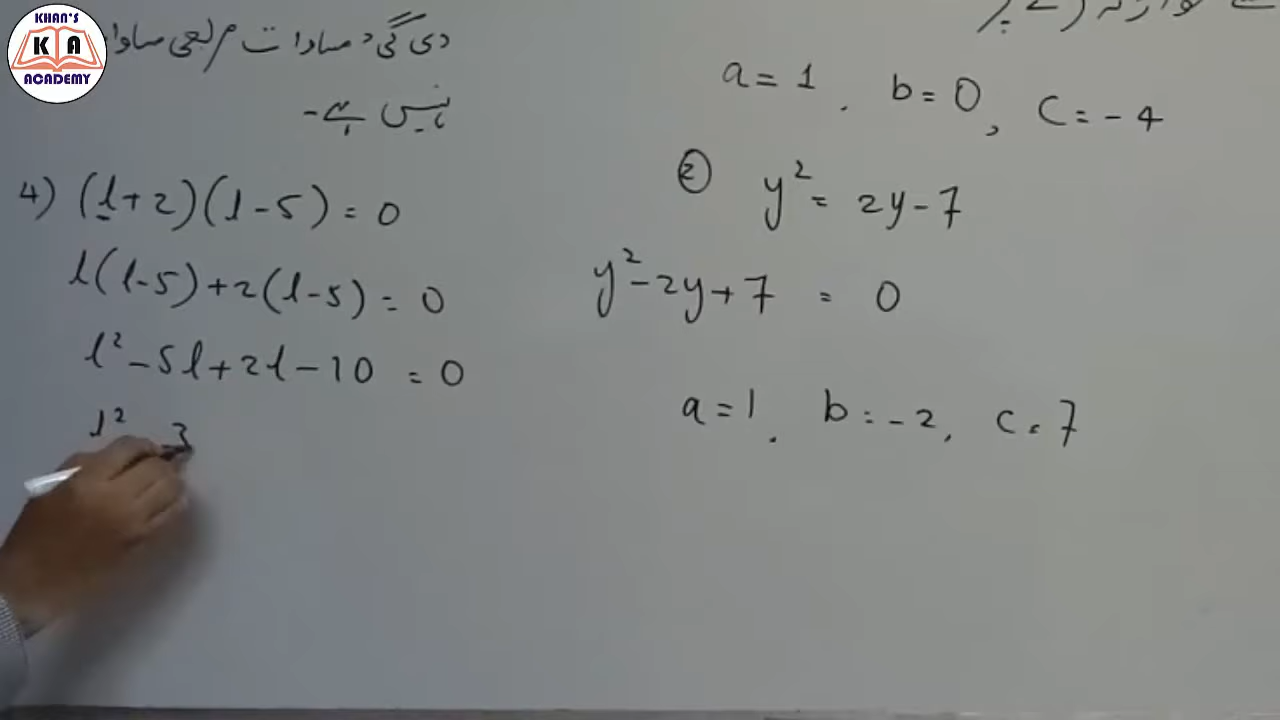 KHAN'S
K A
ACADEMY
دی گئی مساوات مربعی
نہیں ہے -
4) (l+2)(l-5) = 0
l(l-5)+2(l-5) = 0
l² -5l+2l-10 = 0
l² -3
a = 1 , b = 0 , c = -4
② y² = 2y-7
y²-2y+7 = 0
a = 1 , b = -2 , c = 7